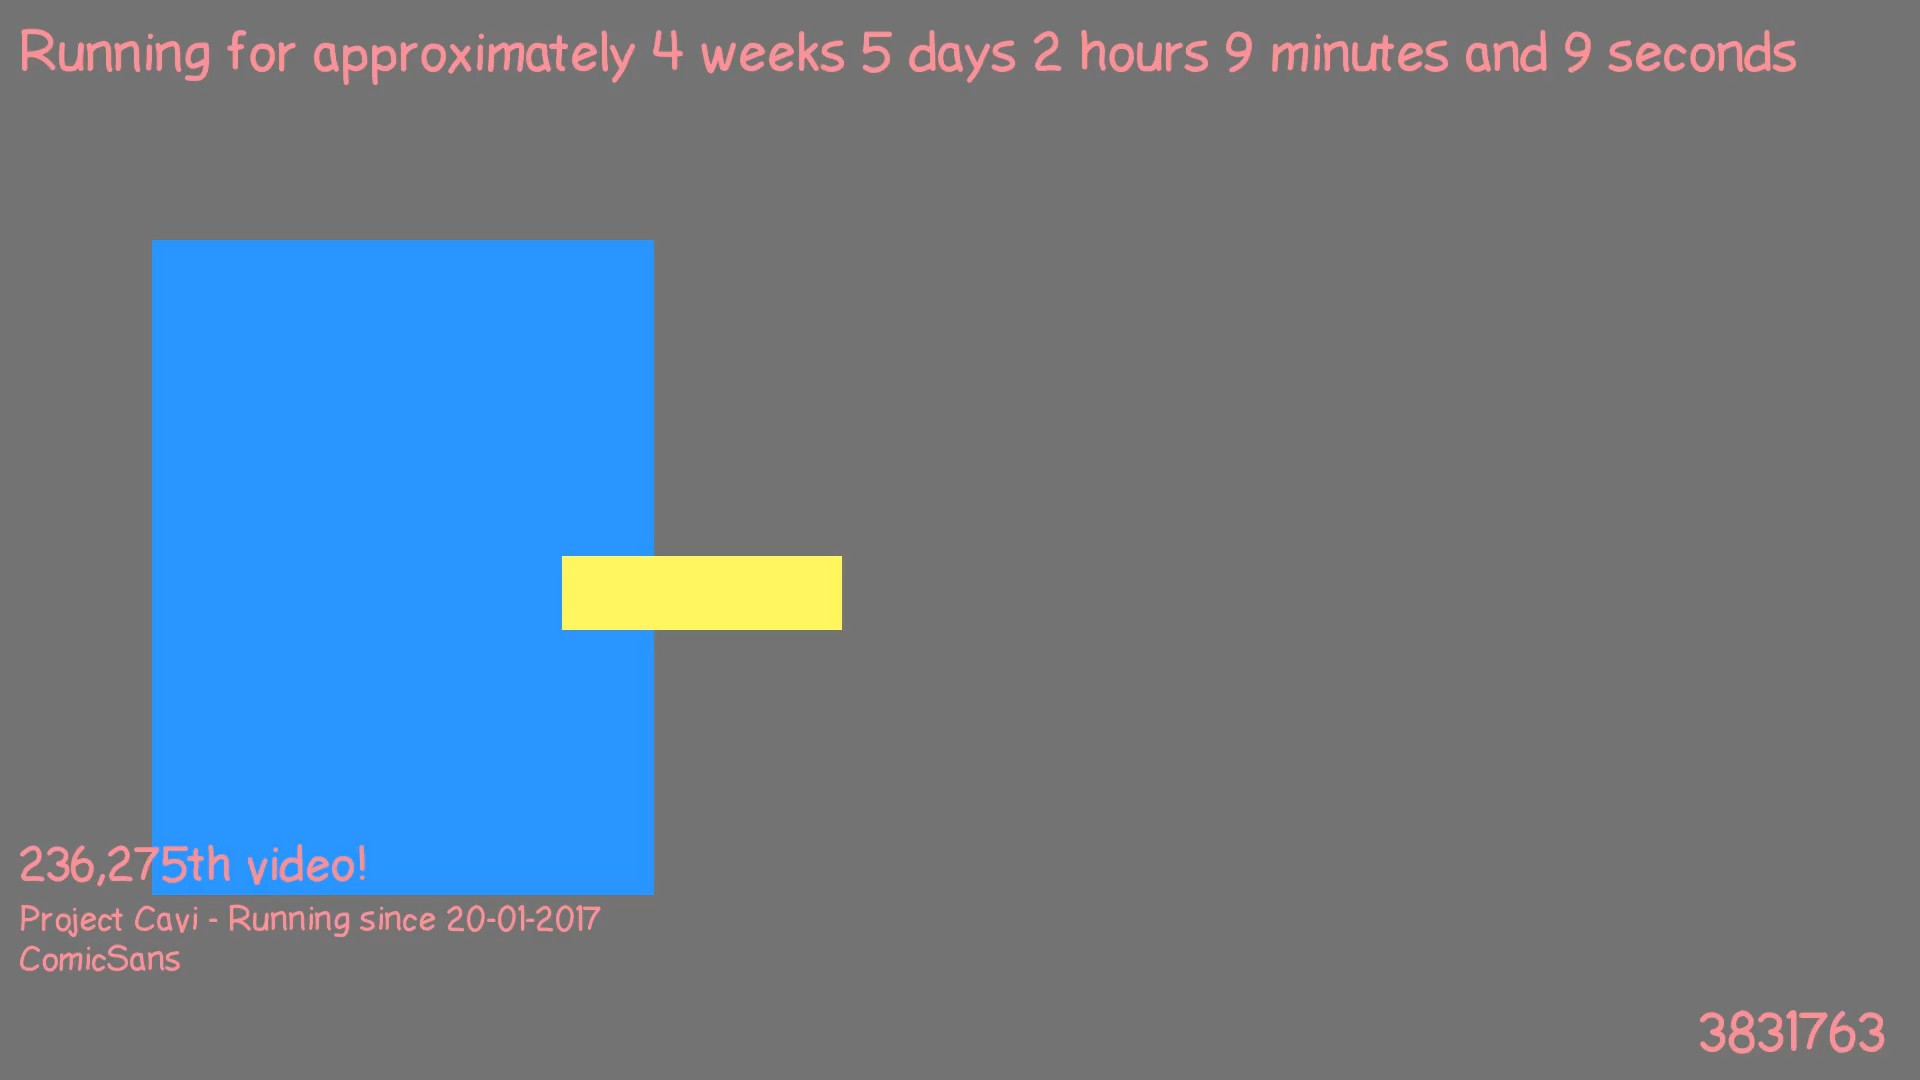 Running for approximately 4 weeks 5 days 2 hours 9 minutes and 9 seconds
236,275th video!
Project Cavi - Running since 20-01-2017
ComicSans
3831763